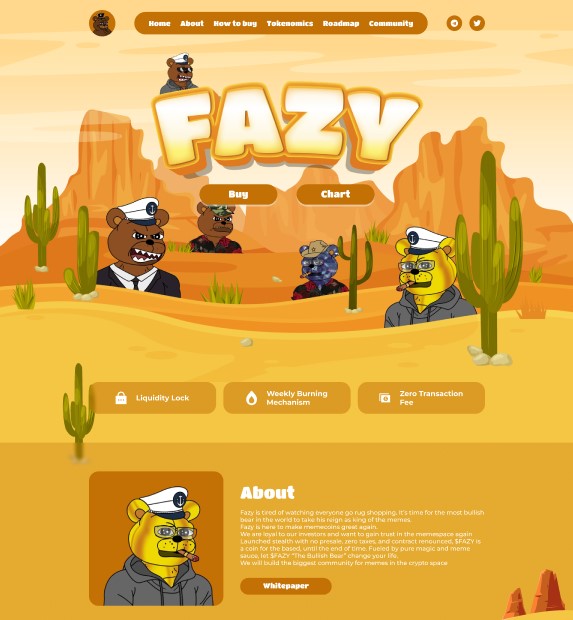 Home About How to buy Tokenomics Roadmap Community
FAZY
Buy Chart
Liquidity Lock
Weekly Burning
Mechanism
Zero Transaction
Fee
About
Fazy is tired of watching everyone go rug shopping. It's time for the most bullish
bear in the world to take his reign as king of the memes.
Fazy is here to make memecoins great again.
We are loyal to our investors and want to gain trust in the memespace again
Launched stealth with no presale, zero taxes, and contract renounced, $FAZY is
a coin for the based, until the end of time. Fueled by pure magic and meme
sauce, let $FAZY "The Bullish Bear" change your life.
We will build the biggest community for memes in the crypto space
Whitepaper